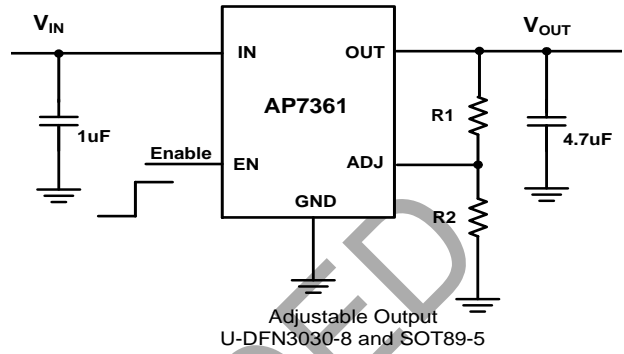 VIN
VOUT
IN
OUT
AP7361
R1
1uF
4.7uF
Enable
EN
ADJ
GND
R2
Adjustable Output
U-DFN3030-8 and SOT89-5